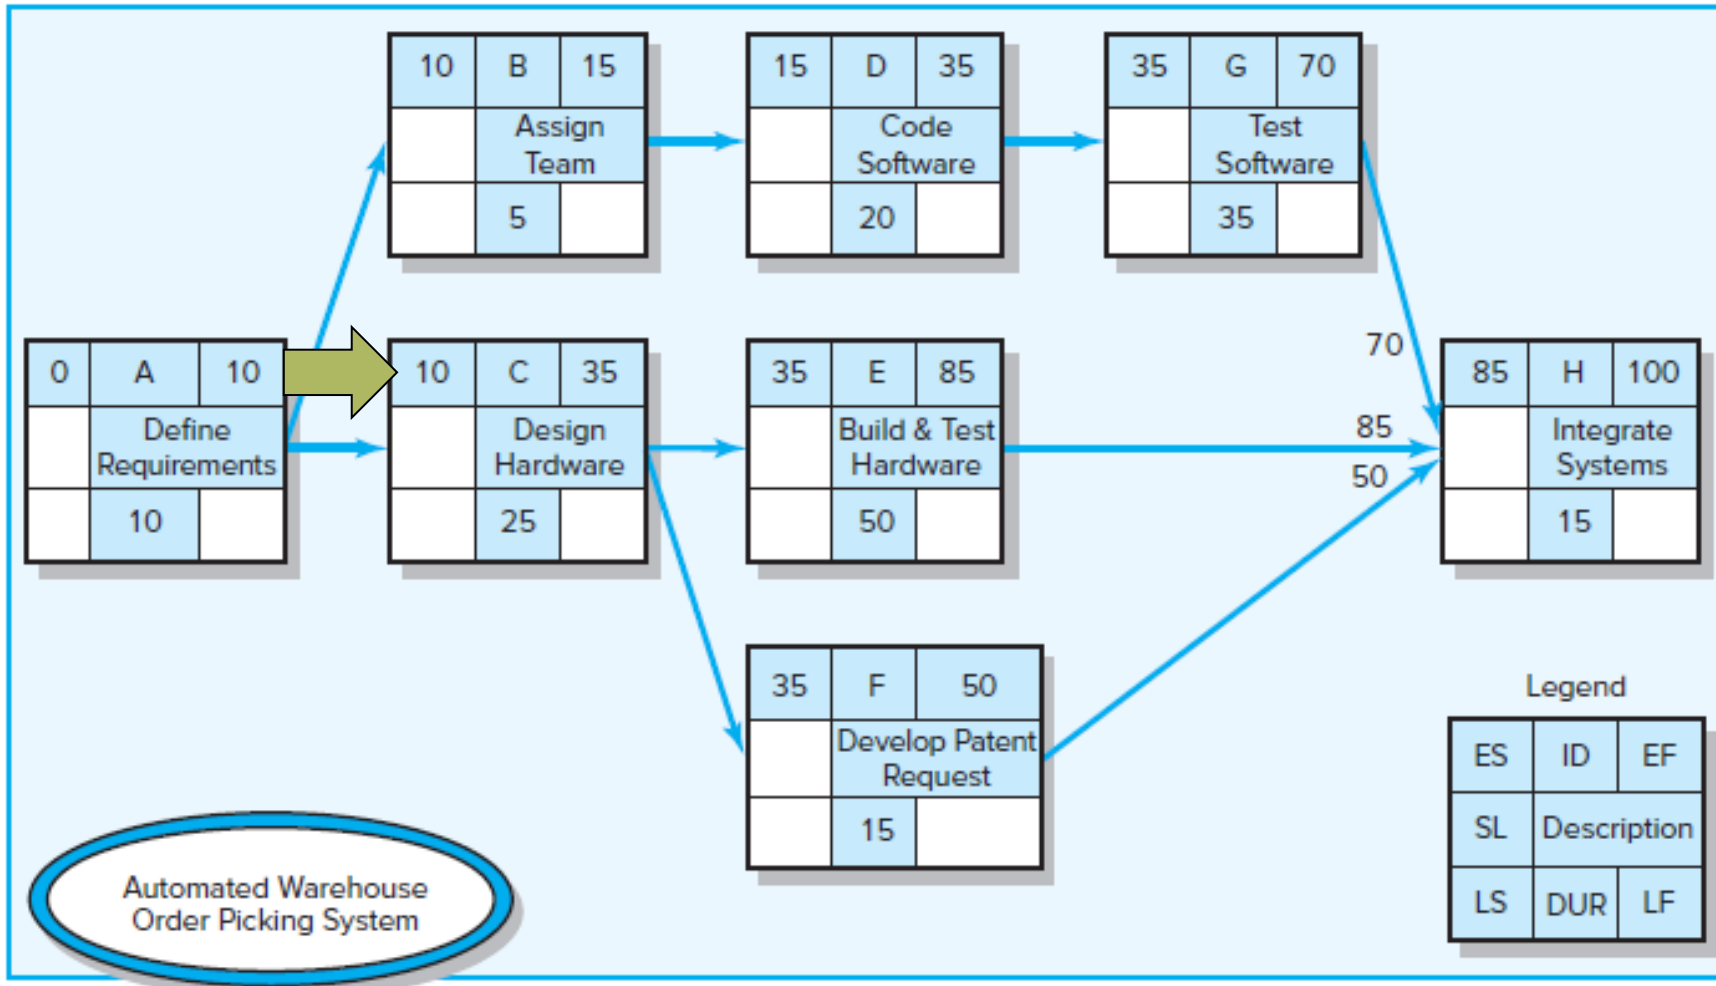 10 B 15
Assign
Team
5
15 D 35
Code
Software
20
35 G 70
Test
Software
35
0 A 10
Define
Requirements
10
10 C 35
Design
Hardware
25
35 E 85
Build & Test
Hardware
50
70
85
50
85 H 100
Integrate
Systems
15
35 F 50
Develop Patent
Request
15
Legend
ES ID EF
SL Description
LS DUR LF
Automated Warehouse
Order Picking System